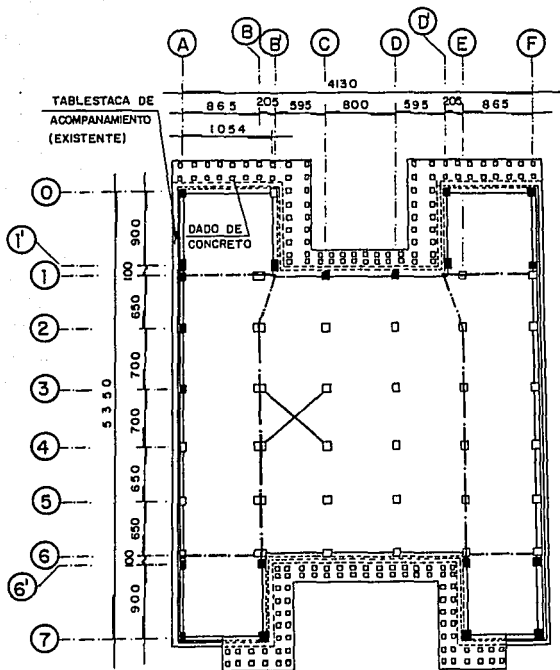 A
B
B'
C
D
D'
E
F
4130
865
205
595
800
595
205
865
1054
TABLESTACA DE
ACOMPANAMIENTO
(EXISTENTE)
DADO DE
CONCRETO
0
1'
1
2
3
4
5
6
6'
7
900
100
650
700
700
650
650
100
900
5350